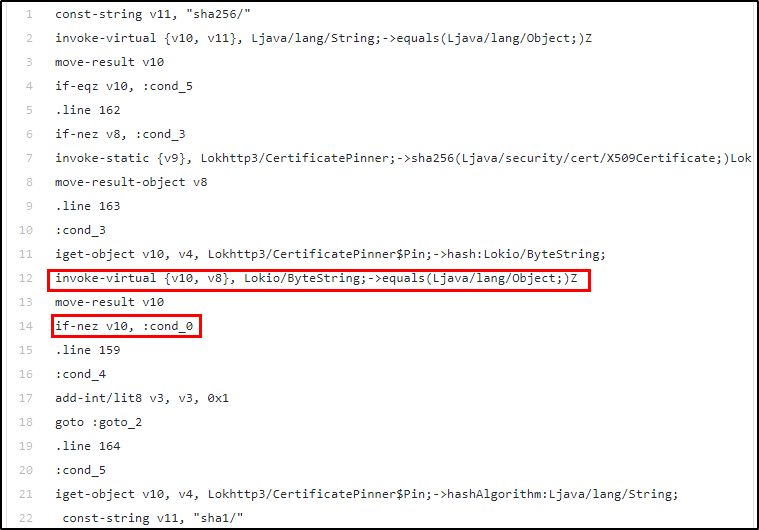 1 const-string v11, "sha256/"
2 invoke-virtual {v10, v11}, Ljava/lang/String;->equals(Ljava/lang/Object;)Z
3 move-result v10
4 if-eqz v10, :cond_5
5 .line 162
6 if-nez v8, :cond_3
7 invoke-static {v9}, Lokhttp3/CertificatePinner;->sha256(Ljava/security/cert/X509Certificate;)Lok
8 move-result-object v8
9 .line 163
10 :cond_3
11 iget-object v10, v4, Lokhttp3/CertificatePinner$Pin;->hash:Lokio/ByteString;
12 invoke-virtual {v10, v8}, Lokio/ByteString;->equals(Ljava/lang/Object;)Z
13 move-result v10
14 if-nez v10, :cond_0
15 .line 159
16 :cond_4
17 add-int/lit8 v3, v3, 0x1
18 goto :goto_2
19 .line 164
20 :cond_5
21 iget-object v10, v4, Lokhttp3/CertificatePinner$Pin;->hashAlgorithm:Ljava/lang/String;
22 const-string v11, "sha1/"